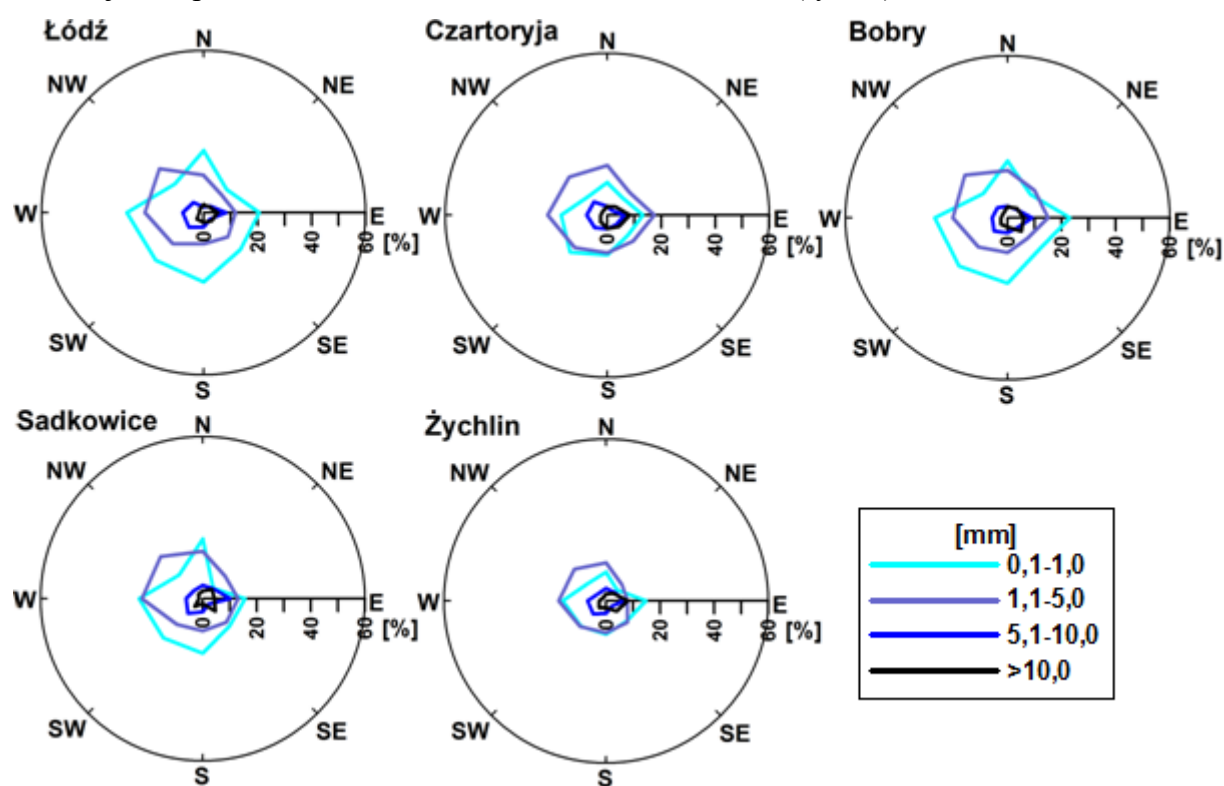 Łódź
N
NW
NE
W
E
0
20
40
60
[%]
SW
SE
S
Czartoryja
N
NW
NE
W
E
0
20
40
60
[%]
SW
SE
S
Bobry
N
NW
NE
W
E
0
20
40
60
[%]
SW
SE
S
Sadkowice
N
NW
NE
W
E
0
20
40
60
[%]
SW
SE
S
Żychlin
N
NW
NE
W
E
0
20
40
60
[%]
SW
SE
S
[mm]
0,1-1,0
1,1-5,0
5,1-10,0
>10,0